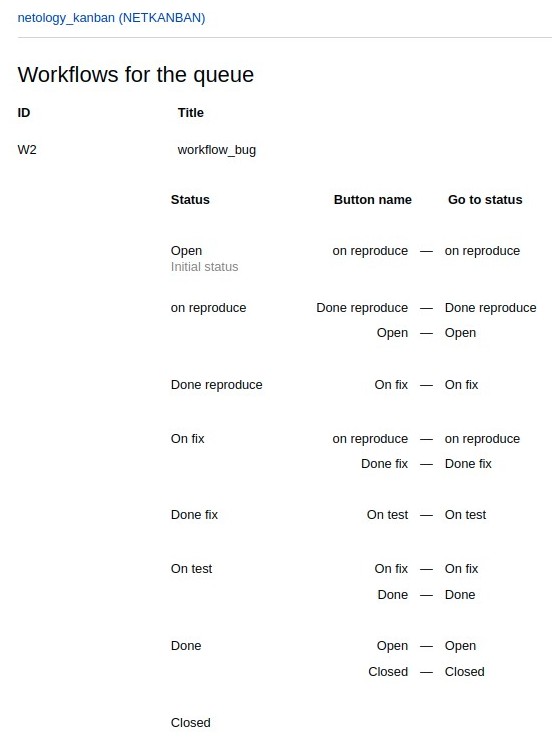 netology_kanban (NETKANBAN)
Workflows for the queue
ID Title
W2 workflow_bug
Status Button name Go to status
Open on reproduce — on reproduce
Initial status
on reproduce Done reproduce — Done reproduce
Open — Open
Done reproduce On fix — On fix
On fix on reproduce — on reproduce
Done fix — Done fix
Done fix On test — On test
On test On fix — On fix
Done — Done
Done Open — Open
Closed — Closed
Closed